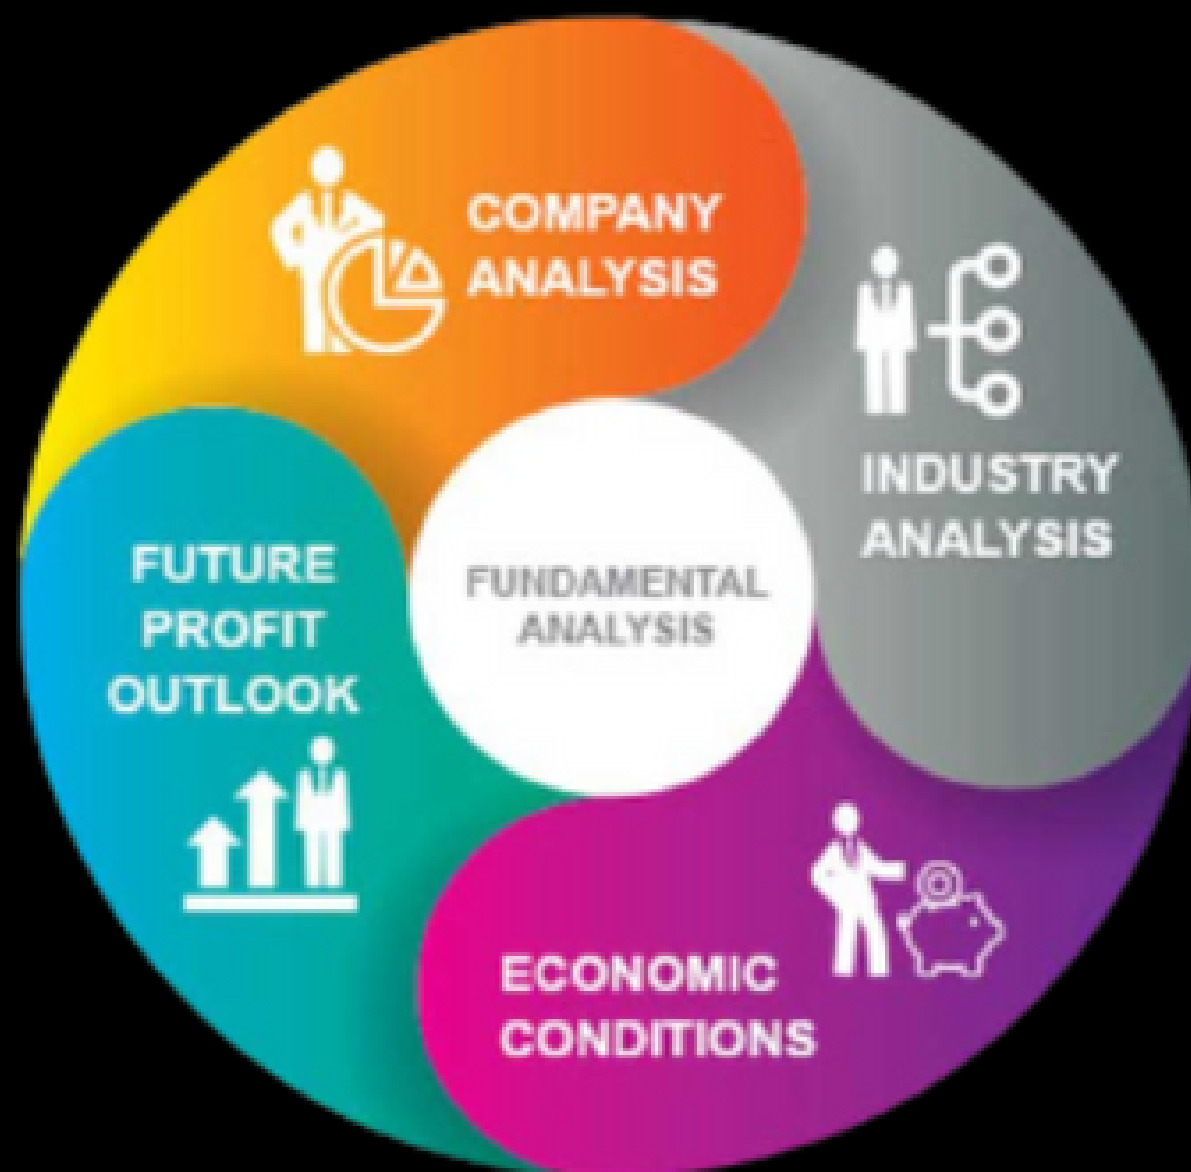 COMPANY
ANALYSIS
INDUSTRY
ANALYSIS
FUTURE
PROFIT
OUTLOOK
FUNDAMENTAL
ANALYSIS
ECONOMIC
CONDITIONS